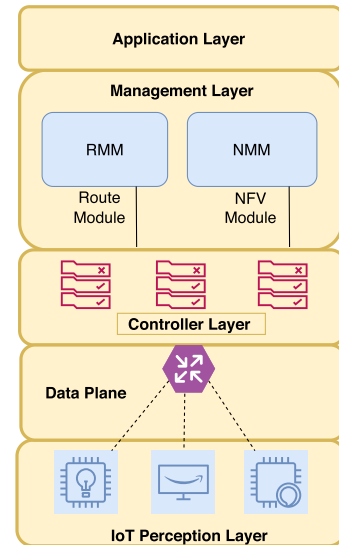 Application Layer
Management Layer
RMM
NMM
Route
Module
NFV
Module
Controller Layer
Data Plane
IoT Perception Layer